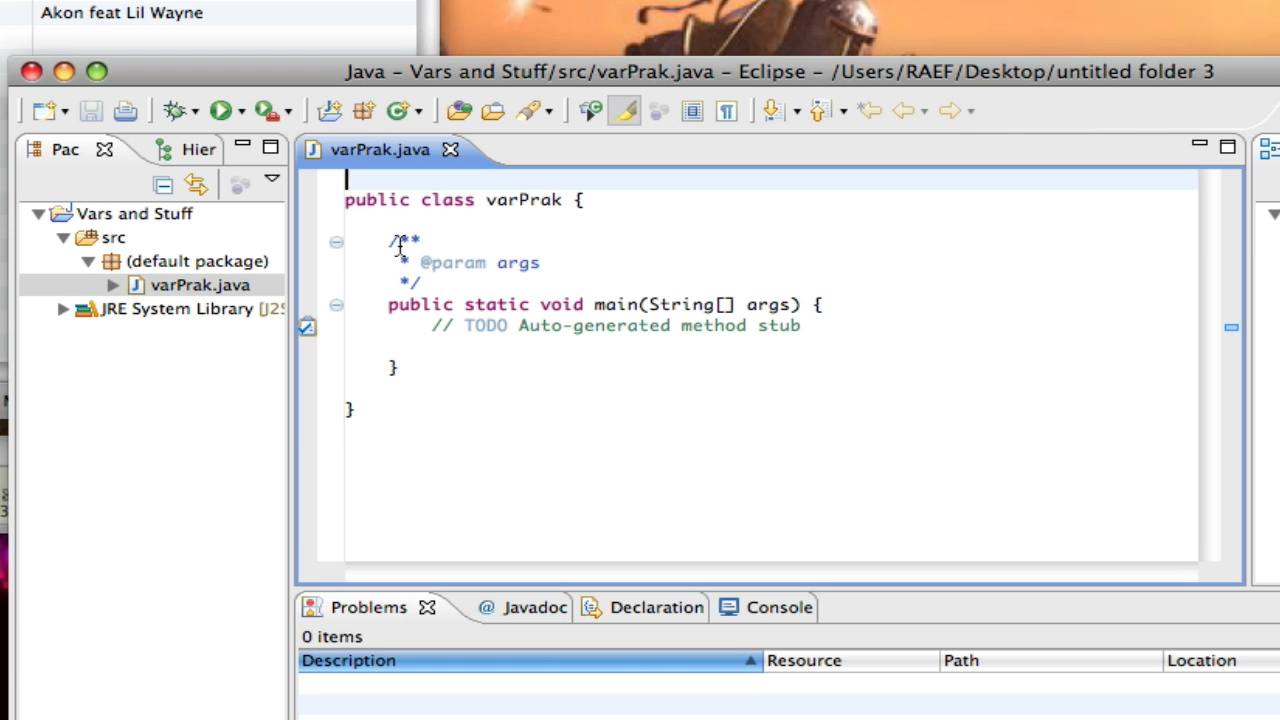 Akon feat Lil Wayne
Java – Vars and Stuff/src/varPrak.java – Eclipse – /Users/RAEF/Desktop/untitled folder 3
Pac
Hier
varPrak.java
Vars and Stuff
src
(default package)
varPrak.java
JRE System Library [J2S
public class varPrak {
/**
* @param args
*/
public static void main(String[] args) {
// TODO Auto-generated method stub
}
}
Problems
@ Javadoc
Declaration
Console
0 items
Description
Resource
Path
Location